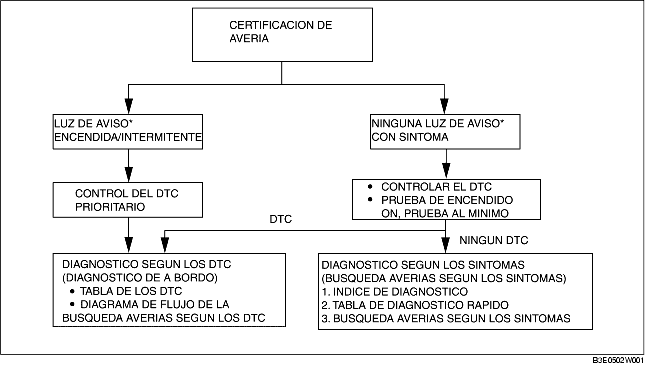 CERTIFICACION DE
AVERIA
LUZ DE AVISO*
ENCENDIDA/INTERMITENTE
NINGUNA LUZ DE AVISO*
CON SINTOMA
CONTROL DEL DTC
PRIORITARIO
• CONTROLAR EL DTC
• PRUEBA DE ENCENDIDO
ON, PRUEBA AL MINIMO
DTC
NINGUN DTC
DIAGNOSTICO SEGUN LOS DTC
(DIAGNOSTICO DE A BORDO)
• TABLA DE LOS DTC
• DIAGRAMA DE FLUJO DE LA
BUSQUEDA AVERIAS SEGUN LOS DTC
DIAGNOSTICO SEGUN LOS SINTOMAS
(BUSQUEDA AVERIAS SEGUN LOS SINTOMAS)
1. INDICE DE DIAGNOSTICO
2. TABLA DE DIAGNOSTICO RAPIDO
3. BUSQUEDA AVERIAS SEGUN LOS SINTOMAS
B3E0502W001